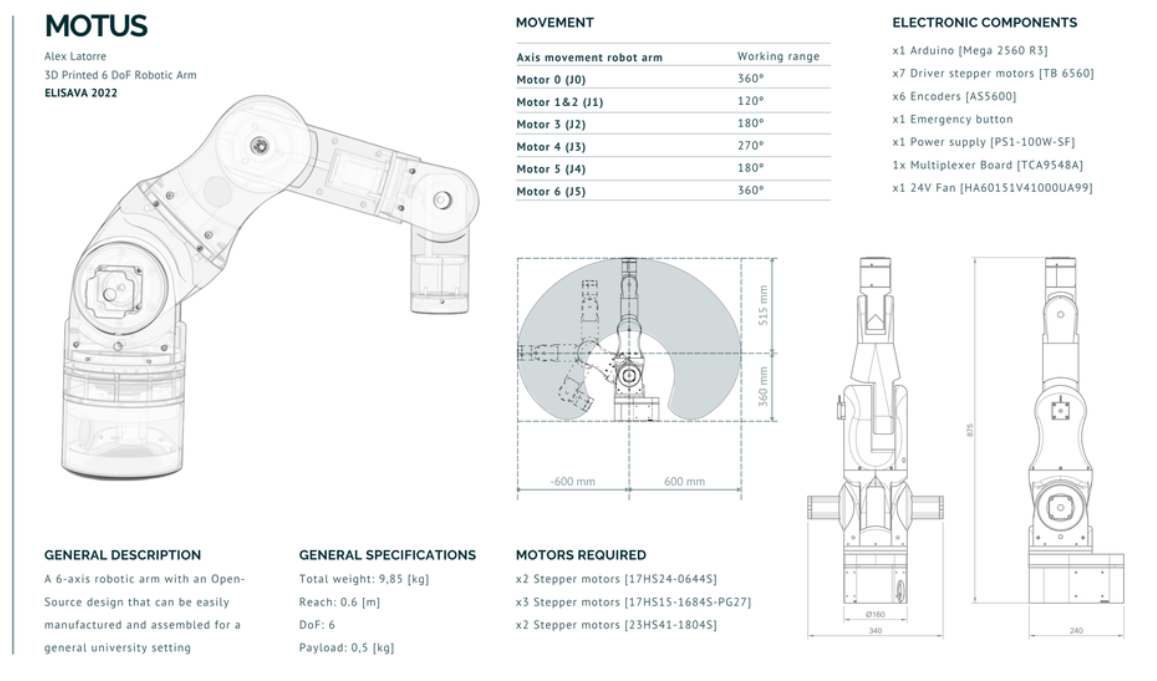 MOTUS
Alex Latorre
3D Printed 6 DoF Robotic Arm
ELISAVA 2022
MOVEMENT
Axis movement robot arm Working range
Motor 0 (J0) 360º
Motor 1&2 (J1) 120º
Motor 3 (J2) 180º
Motor 4 (J3) 270º
Motor 5 (J4) 180º
Motor 6 (J5) 360º
ELECTRONIC COMPONENTS
x1 Arduino [Mega 2560 R3]
x7 Driver stepper motors [TB 6560]
x6 Encoders [AS5600]
x1 Emergency button
x1 Power supply [PS1-100W-SF]
1x Multiplexer Board [TCA9548A]
x1 24V Fan [HA60151V41000UA99]
515 mm
360 mm
-600 mm
600 mm
875
Ø160
340
240
GENERAL DESCRIPTION
A 6-axis robotic arm with an Open-
Source design that can be easily
manufactured and assembled for a
general university setting
GENERAL SPECIFICATIONS
Total weight: 9,85 [kg]
Reach: 0.6 [m]
DoF: 6
Payload: 0,5 [kg]
MOTORS REQUIRED
x2 Stepper motors [17HS24-0644S]
x3 Stepper motors [17HS15-1684S-PG27]
x2 Stepper motors [23HS41-1804S]